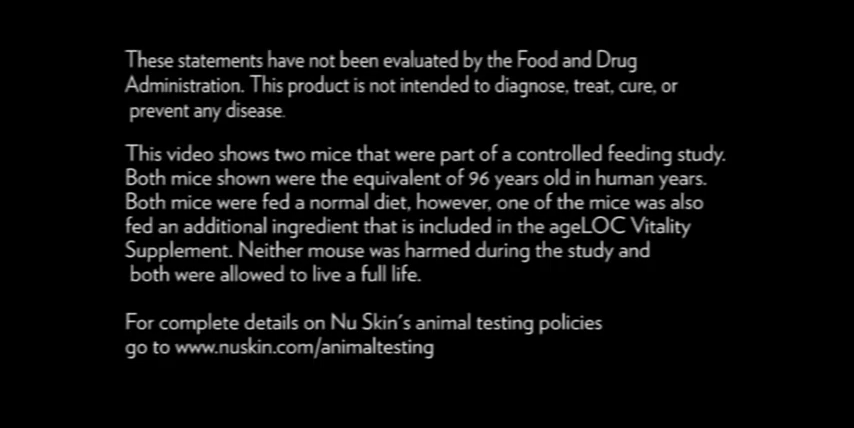 These statements have not been evaluated by the Food and Drug
Administration. This product is not intended to diagnose, treat, cure, or
prevent any disease.
This video shows two mice that were part of a controlled feeding study.
Both mice shown were the equivalent of 96 years old in human years.
Both mice were fed a normal diet, however, one of the mice was also
fed an additional ingredient that is included in the ageLOC Vitality
Supplement. Neither mouse was harmed during the study and
both were allowed to live a full life.
For complete details on Nu Skin's animal testing policies
go to www.nuskin.com/animaltesting